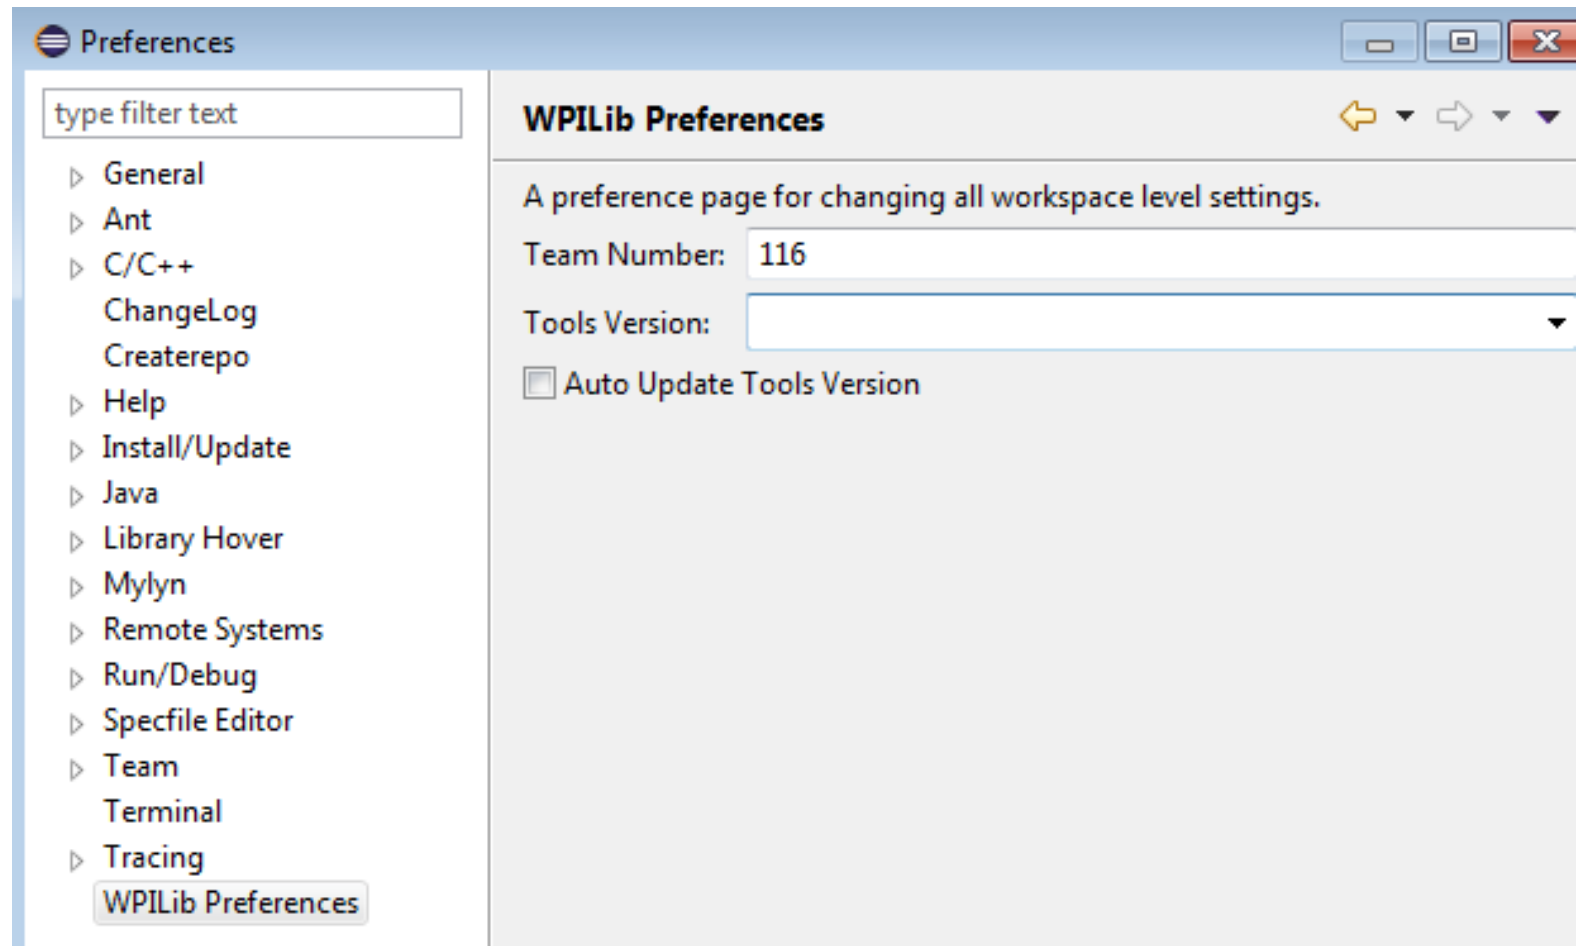 Preferences
type filter text
General
Ant
C/C++
ChangeLog
Createrepo
Help
Install/Update
Java
Library Hover
Mylyn
Remote Systems
Run/Debug
Specfile Editor
Team
Terminal
Tracing
WPILib Preferences
WPILib Preferences
A preference page for changing all workspace level settings.
Team Number: 116
Tools Version:
Auto Update Tools Version